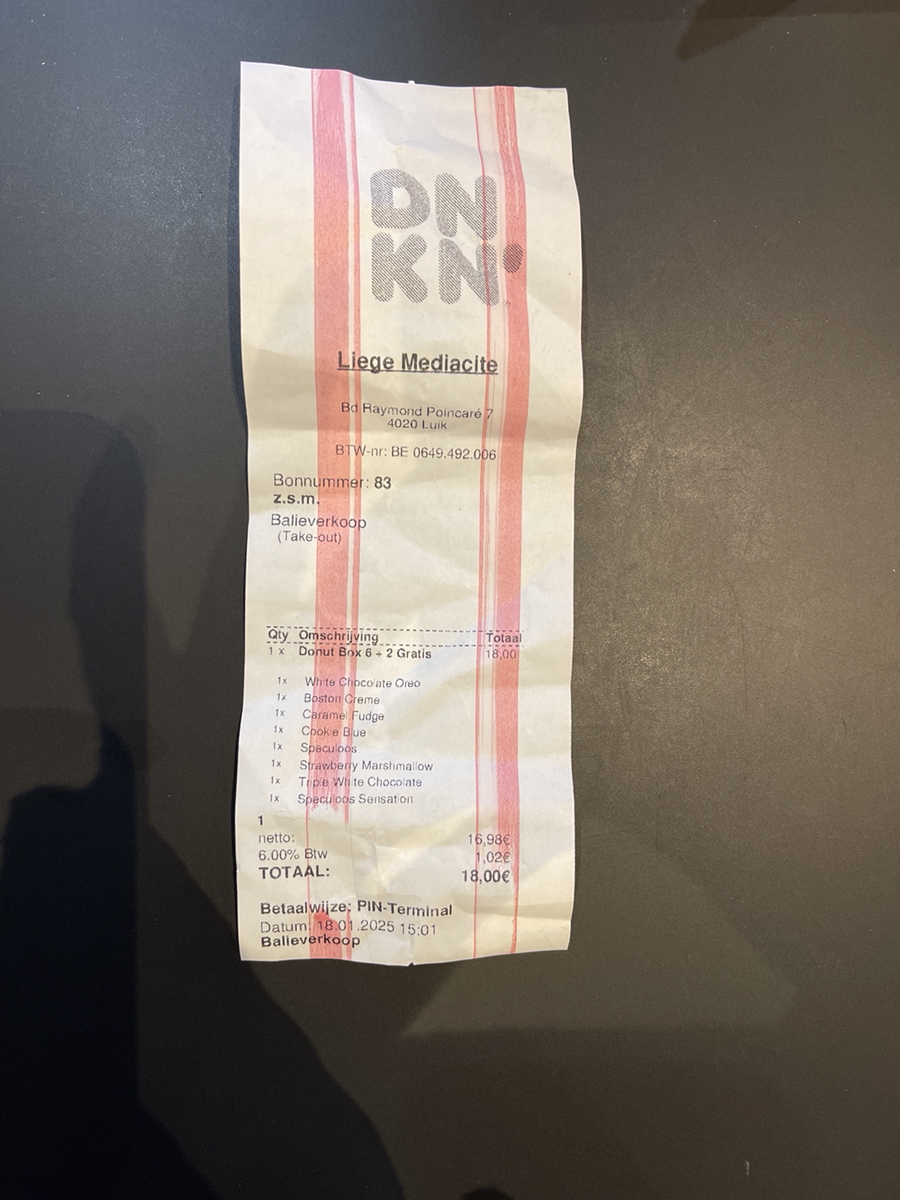 DN
KN'
Liege Mediacite
Bd Raymond Poincaré 7
4020 Luik
BTW-nr: BE 0649.492.006
Bonnummer: 83
z.s.m.
Balieverkoop
(Take-out)
Qty Omschrijving Totaal
1 x Donut Box 6 + 2 Gratis 18,00
1x White Chocolate Oreo
1x Boston Creme
1x Caramel Fudge
1x Cookie Blue
1x Speculoos
1x Strawberry Marshmallow
1x Triple White Chocolate
1x Speculoos Sensation
1
netto: 16,98€
6.00% Btw 1,02€
TOTAAL: 18,00€
Betaalwijze: PIN-Terminal
Datum: 18.01.2025 15:01
Balieverkoop